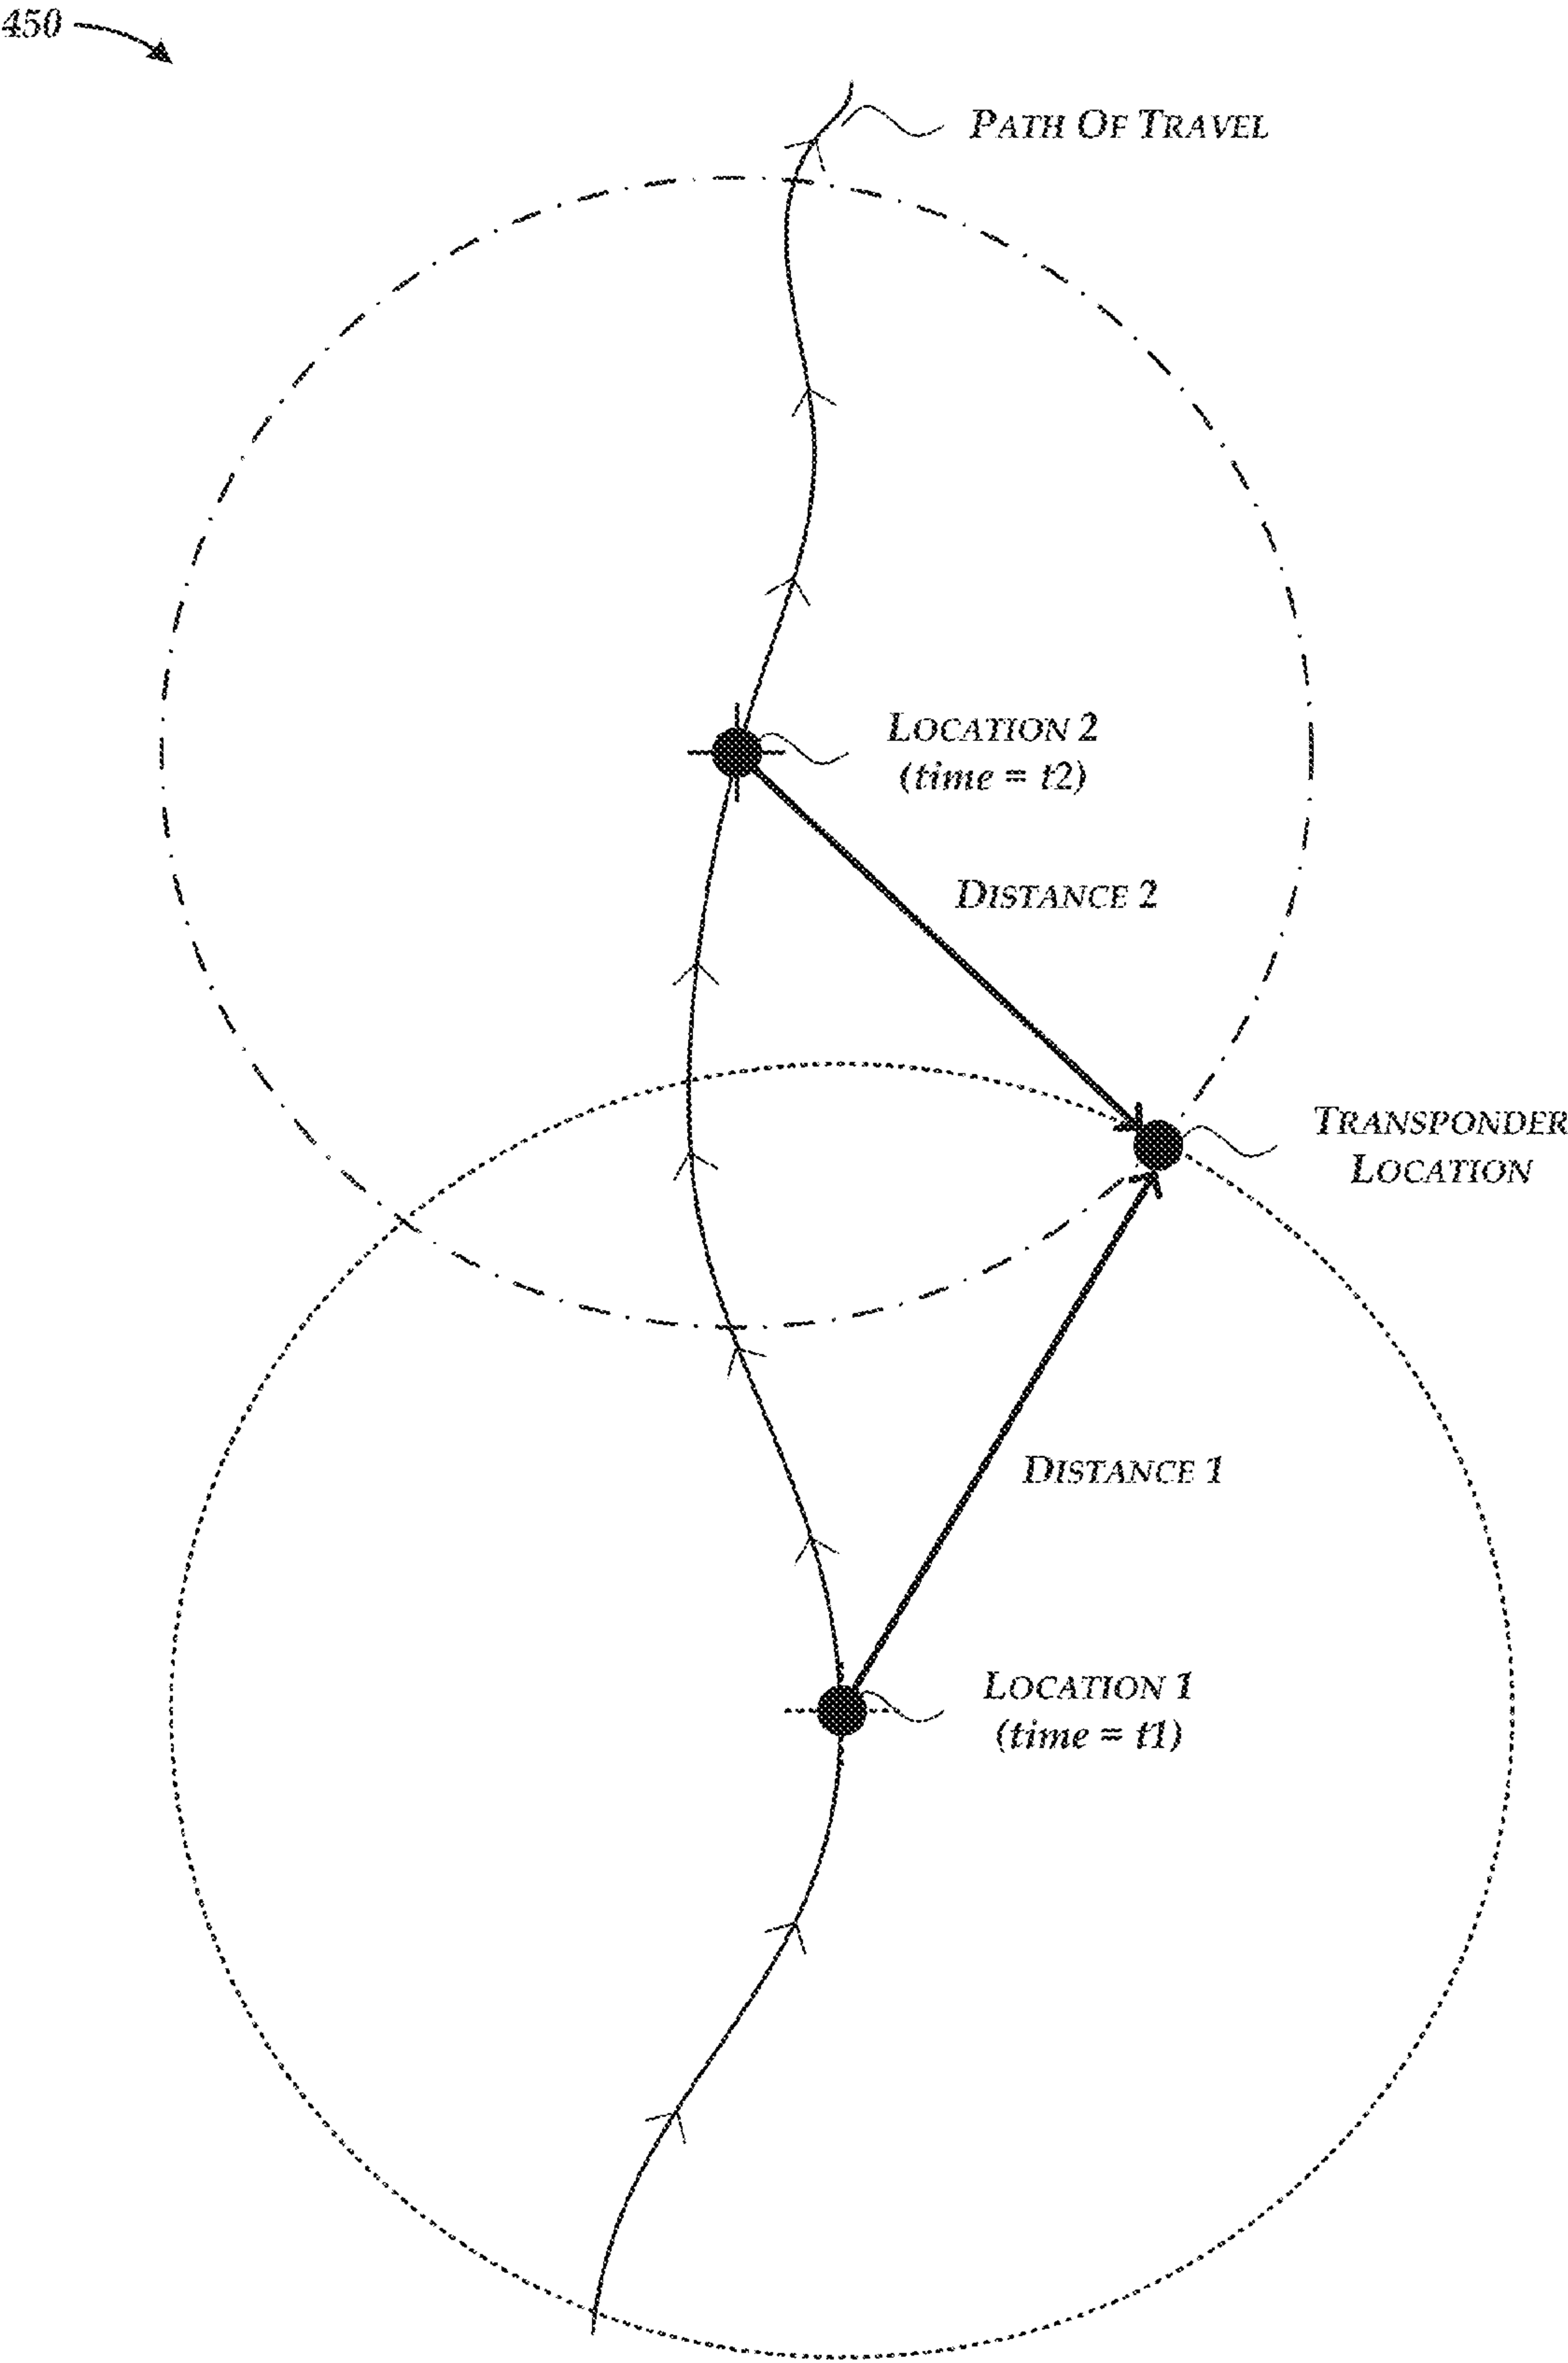 450
PATH OF TRAVEL
LOCATION 2
(time = t2)
DISTANCE 2
TRANSPONDER
LOCATION
DISTANCE 1
LOCATION 1
(time = t1)